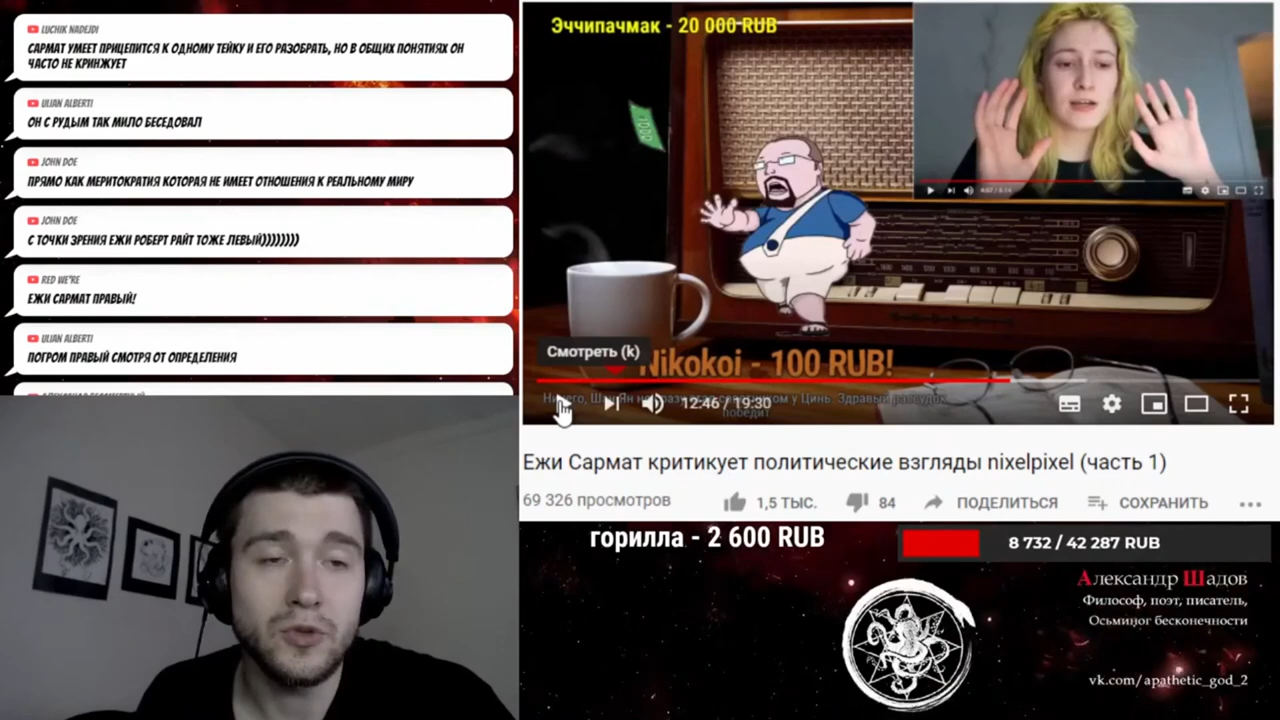 LUCHIK NADEJDI
САРМАТ УМЕЕТ ПРИЦЕПИТСЯ К ОДНОМУ ТЕЙКУ И ЕГО РАЗОБРАТЬ, НО В ОБЩИХ ПОНЯТИЯХ ОН
ЧАСТО НЕ КРИНЖУЕТ
ULIAN ALBERTI
ОН С РУДЫМ ТАК МИЛО БЕСЕДОВАЛ
JOHN DOE
ПРЯМО КАК МЕРИТОКРАТИЯ КОТОРАЯ НЕ ИМЕЕТ ОТНОШЕНИЯ К РЕАЛЬНОМУ МИРУ
JOHN DOE
С ТОЧКИ ЗРЕНИЯ ЕЖИ РОБЕРТ РАЙТ ТОЖЕ ЛЕВЫЙ))))))))
RED WE'RE
ЕЖИ САРМАТ ПРАВЫЙ!
ULIAN ALBERTI
ПОГРОМ ПРАВЫЙ СМОТРЯ ОТ ОПРЕДЕЛЕНИЯ
Эччипачмак - 20 000 RUB
Смотреть (k)
Nikokoi - 100 RUB!
у Цинь. Здравый рассудок
победит
12:46 / 19:30
Ежи Сармат критикует политические взгляды nixelpixel (часть 1)
69 326 просмотров
1,5 ТЫС.
84
ПОДЕЛИТЬСЯ
СОХРАНИТЬ
горилла - 2 600 RUB
8 732 / 42 287 RUB
Александр Шадов
Философ, поэт, писатель,
Осьминог бесконечности
vk.com/apathetic_god_2